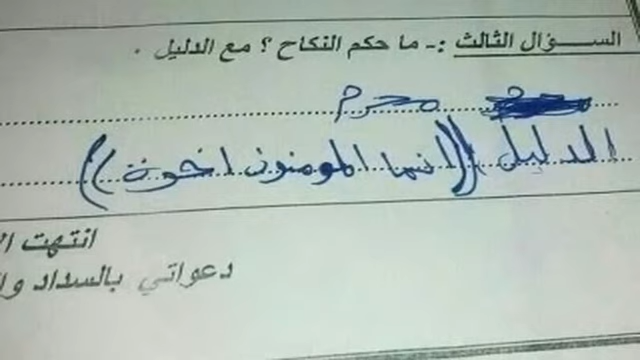 السؤال الثالث :- ما حكم النكاح ؟ مع الدليل .
محرم
الدليل ((انما المومنون اخوة))
انتهت
دعواتي بالسداد